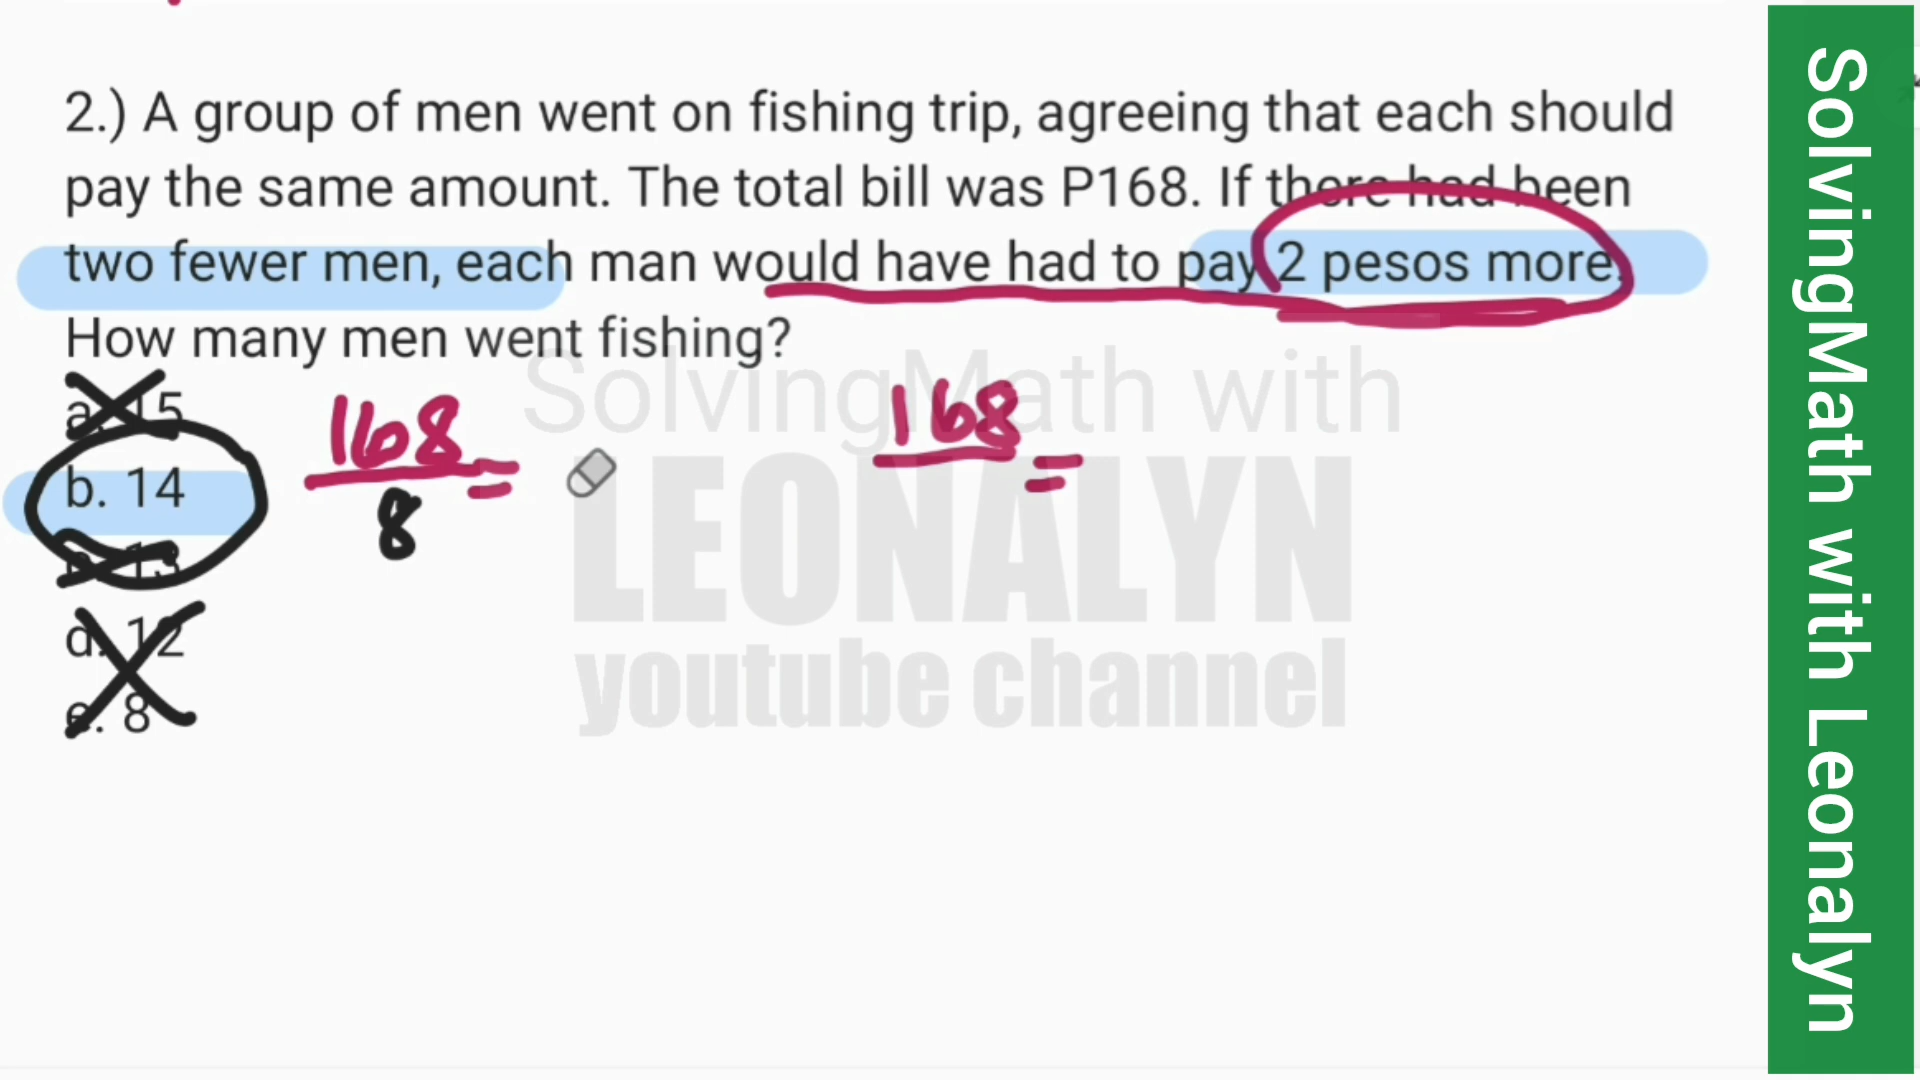 2.) A group of men went on fishing trip, agreeing that each should
pay the same amount. The total bill was P168. If there had been
two fewer men, each man would have had to pay 2 pesos more.
How many men went fishing?
a. 15
b. 14
c. 13
d. 12
e. 8
168
=
8
168
=
SolvingMath with
LEONALYN
youtube channel
SolvingMath with Leonalyn